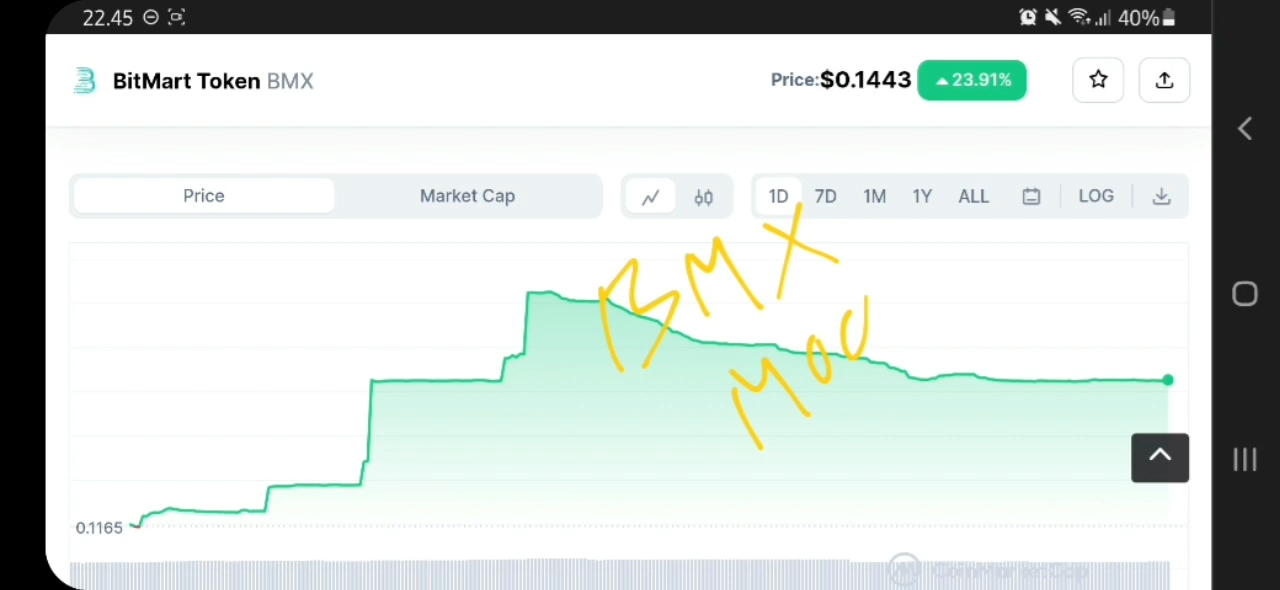 22.45 40%
BitMart Token BMX Price:$0.1443 23.91%
Price Market Cap 1D 7D 1M 1Y ALL LOG
BMX
0.1165
CoinMarketCap